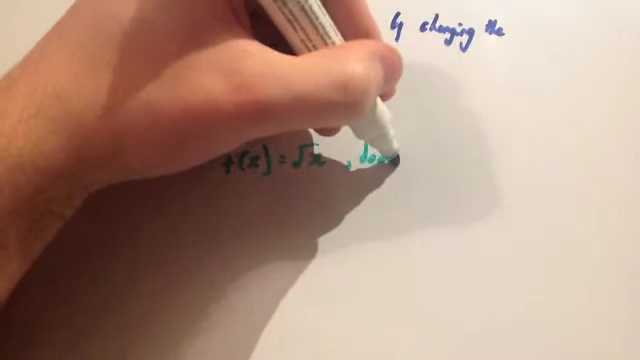 by changing the
f(x) = √x , dom